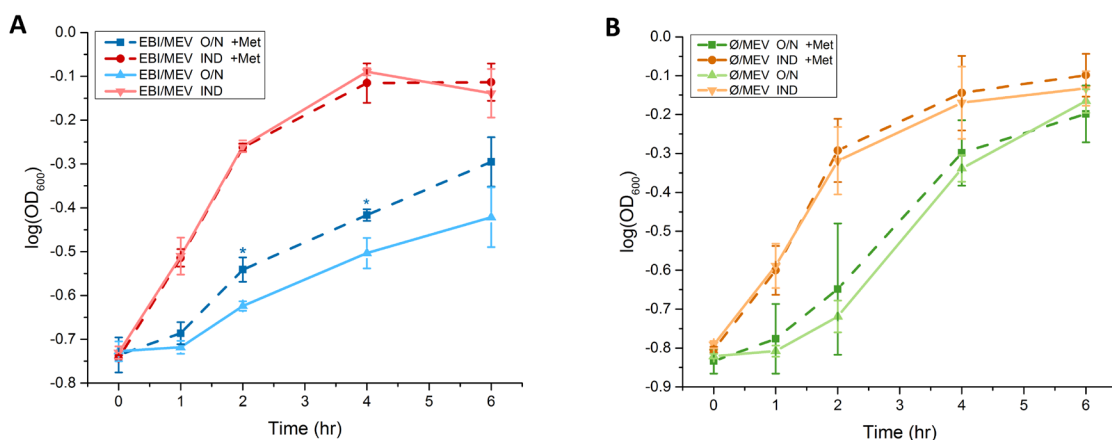 A
EBI/MEV O/N +Met
EBI/MEV IND +Met
EBI/MEV O/N
EBI/MEV IND
-0.0
-0.1
-0.2
-0.3
-0.4
-0.5
-0.6
-0.7
-0.8
log(OD₆₀₀)
*
*
0 1 2 3 4 5 6
Time (hr)
B
Ø/MEV O/N +Met
Ø/MEV IND +Met
Ø/MEV O/N
Ø/MEV IND
0.0
-0.1
-0.2
-0.3
-0.4
-0.5
-0.6
-0.7
-0.8
-0.9
log(OD₆₀₀)
0 1 2 3 4 5 6
Time (hr)